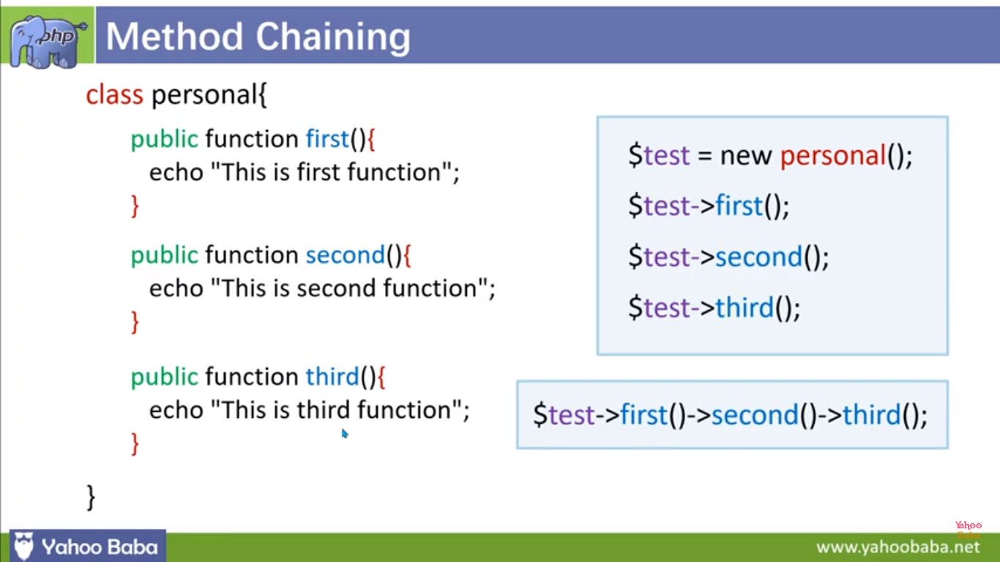 php
Method Chaining
class personal{
public function first(){
echo "This is first function";
}
public function second(){
echo "This is second function";
}
public function third(){
echo "This is third function";
}
}
$test = new personal();
$test->first();
$test->second();
$test->third();
$test->first()->second()->third();
Yahoo
Baba
Yahoo Baba
www.yahoobaba.net